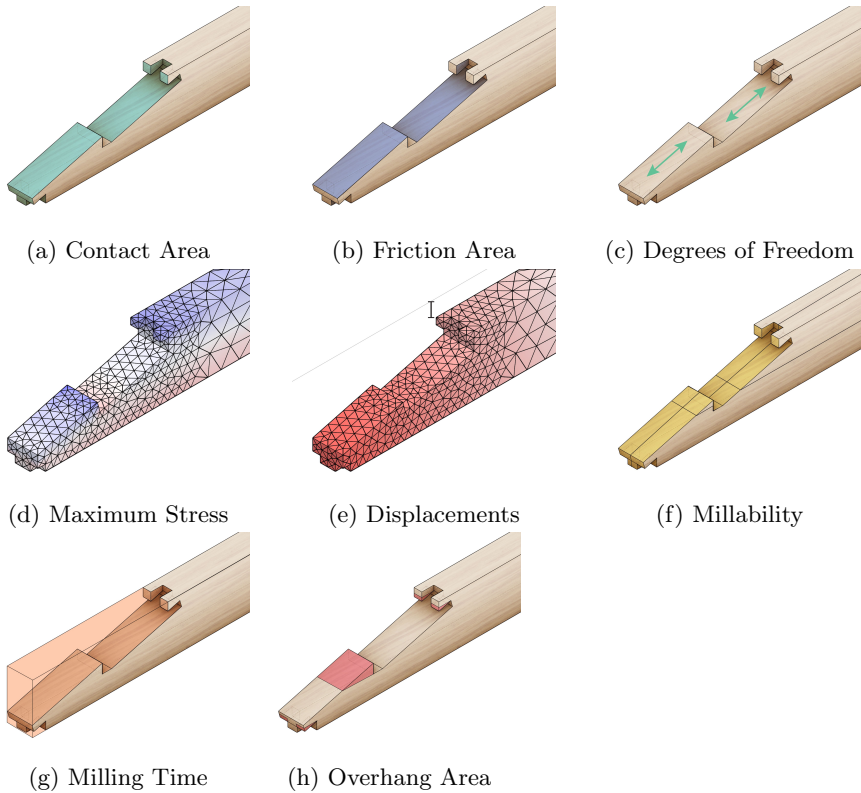 (a) Contact Area
(b) Friction Area
(c) Degrees of Freedom
(d) Maximum Stress
(e) Displacements
(f) Millability
(g) Milling Time
(h) Overhang Area